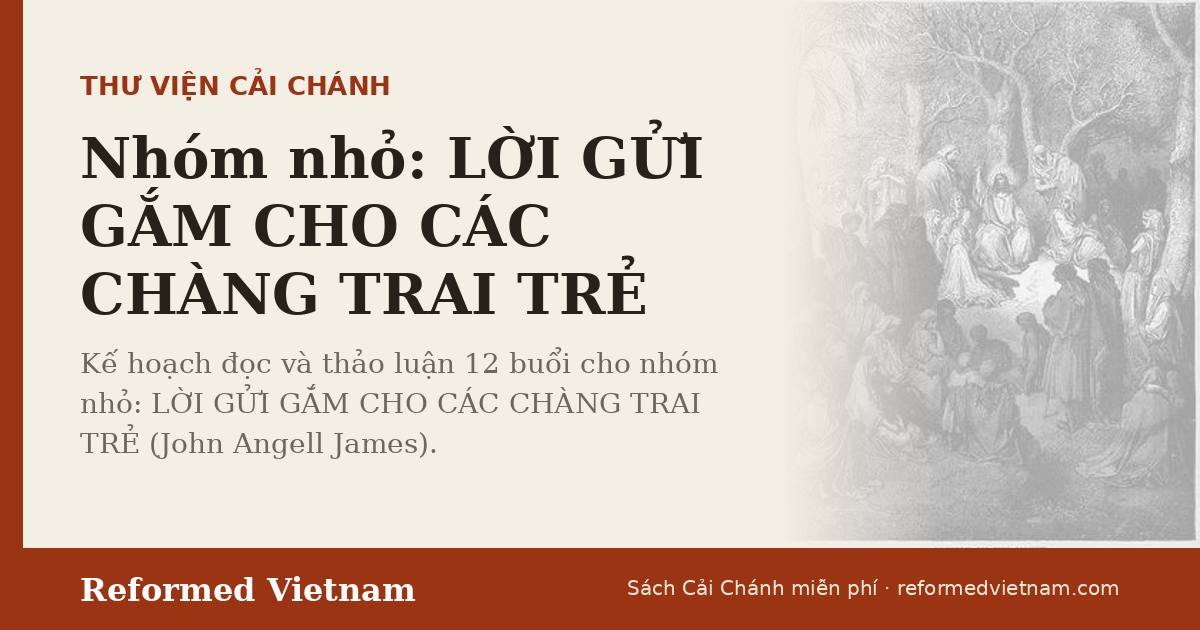 THƯ VIỆN CẢI CHÁNH
Nhóm nhỏ: LỜI GỬI
GẮM CHO CÁC
CHÀNG TRAI TRẺ
Kế hoạch đọc và thảo luận 12 buổi cho nhóm
nhỏ: LỜI GỬI GẮM CHO CÁC CHÀNG TRAI
TRẺ (John Angell James).
Reformed Vietnam
Sách Cải Chánh miễn phí · reformedvietnam.com